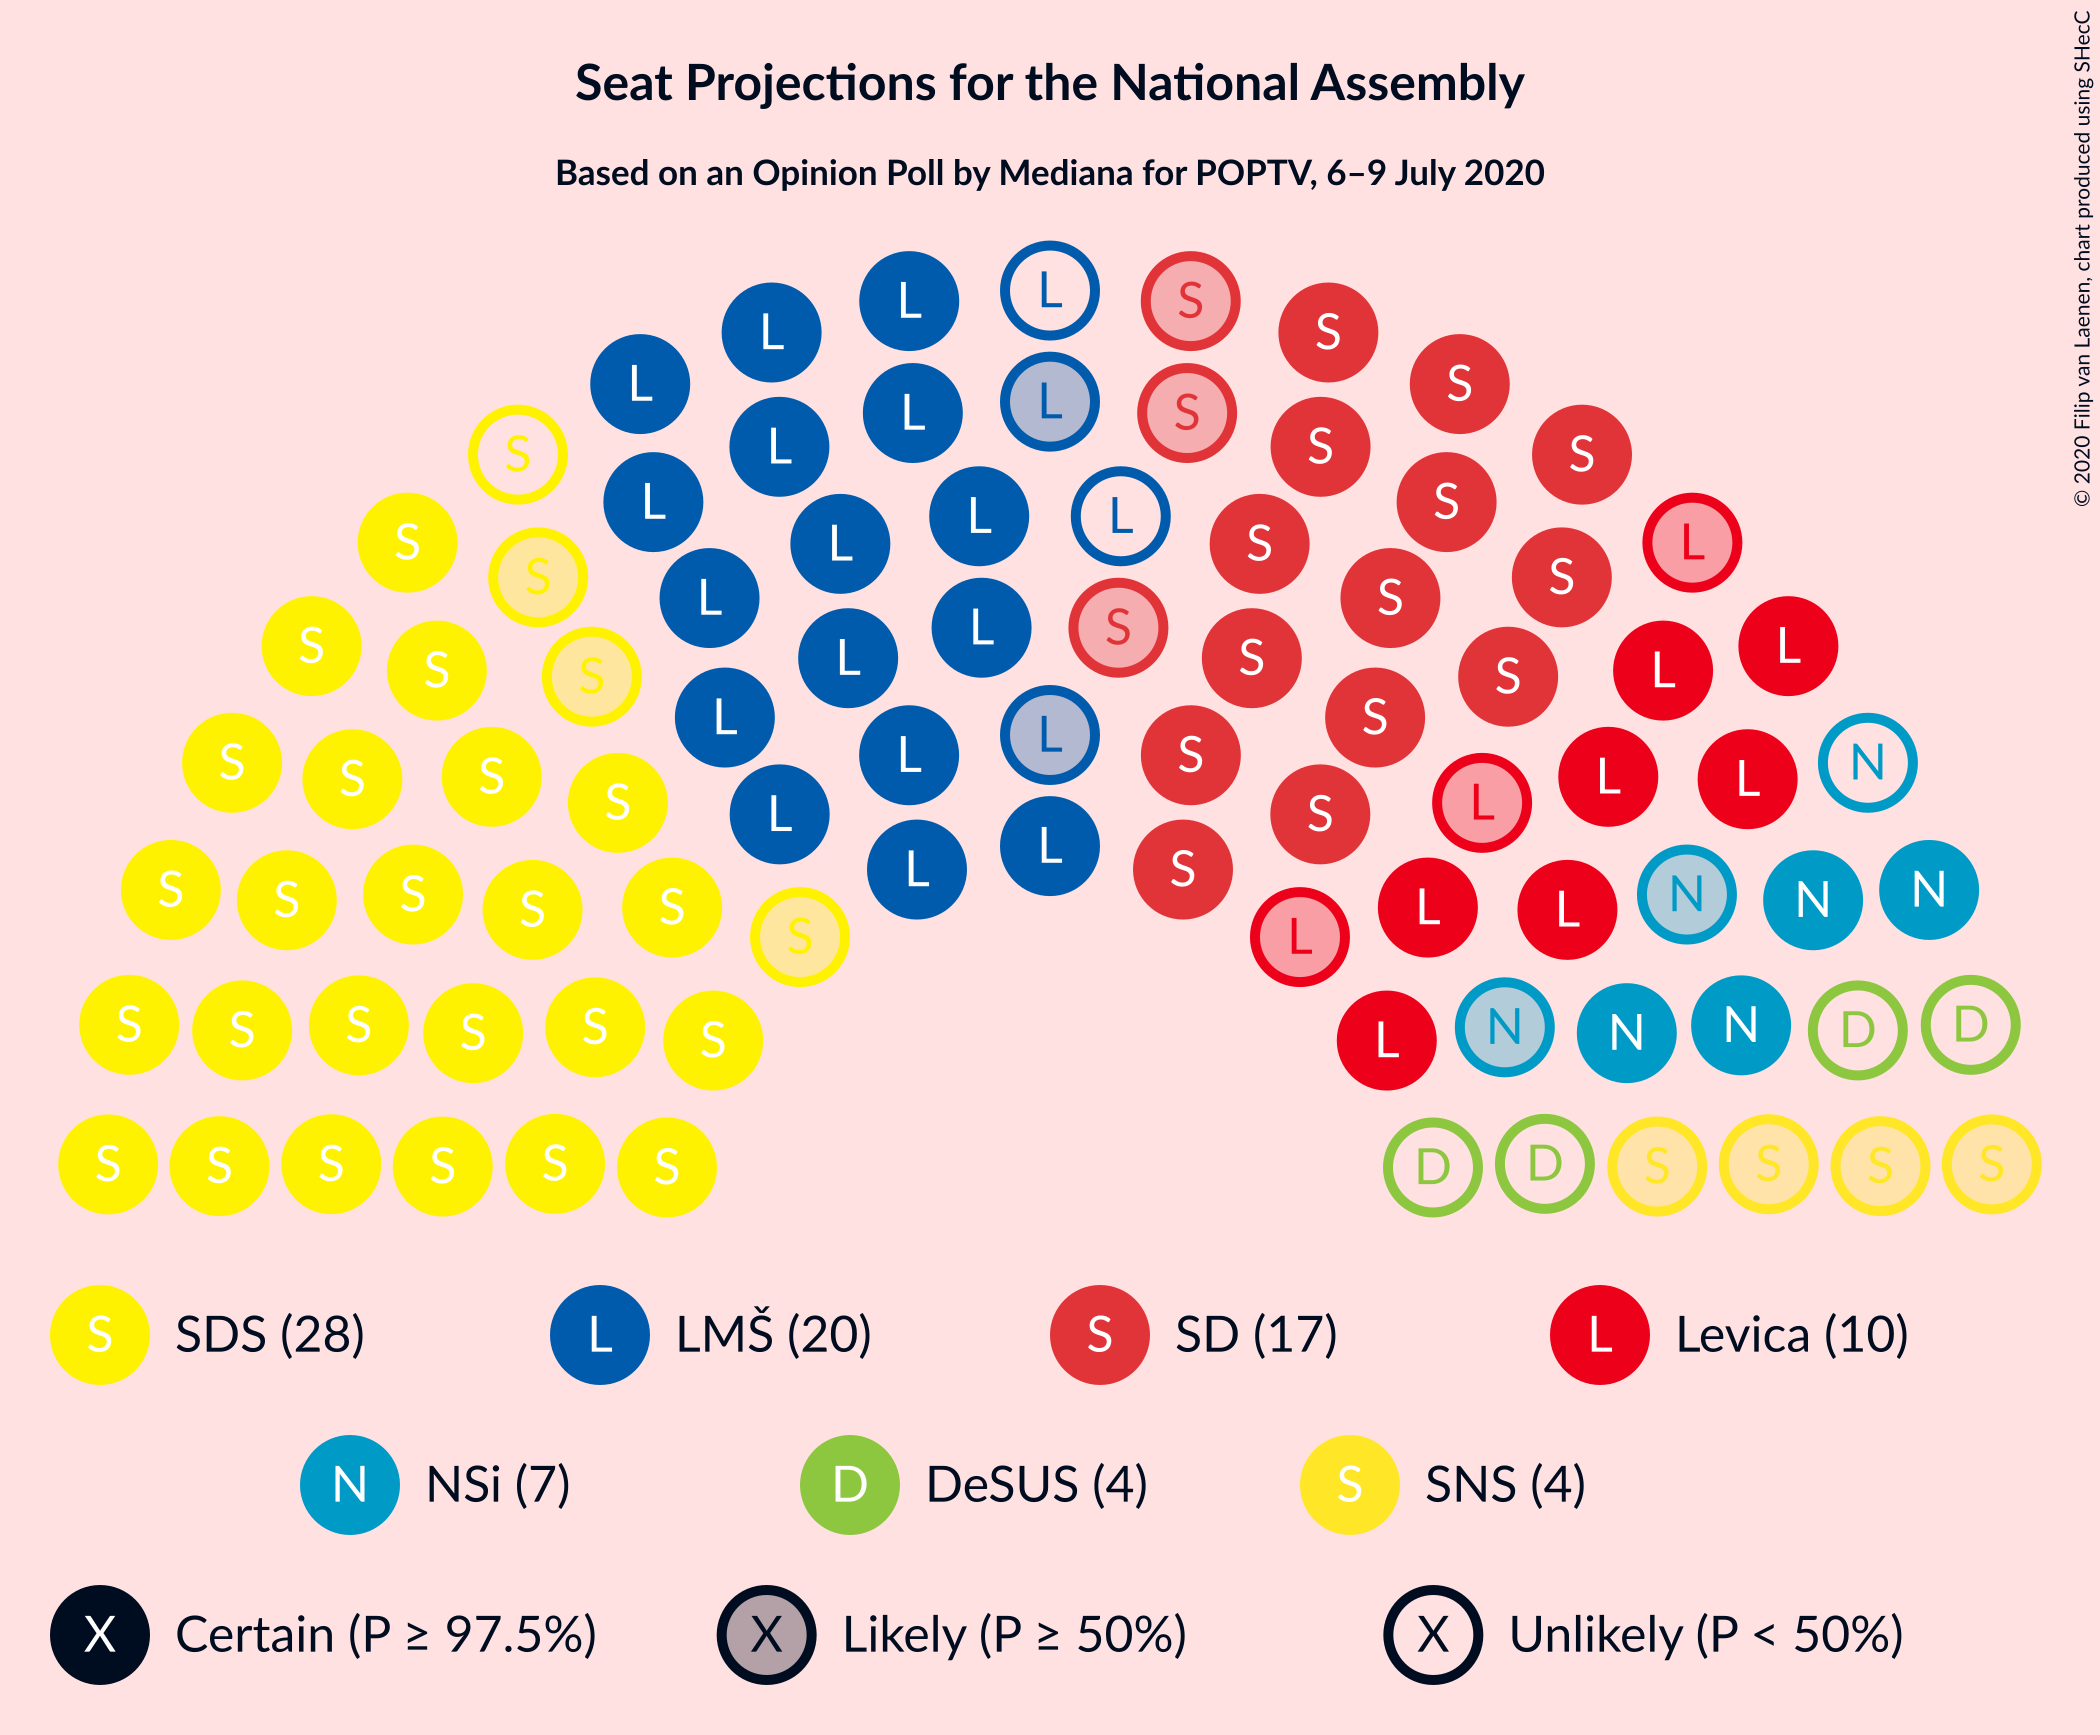 Seat Projections for the National Assembly
Based on an Opinion Poll by Mediana for POPTV, 6–9 July 2020
© 2020 Filip van Laenen, chart produced using SHecC
L L L S S
L L L S S
S L L S S
S L L S S
S L L L S L
S L L S S
S S L L S L
S S L S S L L
S S S S L S S L L L N
S L L S
S S S S S L S L L L N N N
S S
S L
S S S S S S L N N N D D
S S S S S S D D S S S S
S SDS (28) L LMŠ (20) S SD (17) L Levica (10)
N NSi (7) D DeSUS (4) S SNS (4)
X Certain (P ≥ 97.5%) X Likely (P ≥ 50%) X Unlikely (P < 50%)